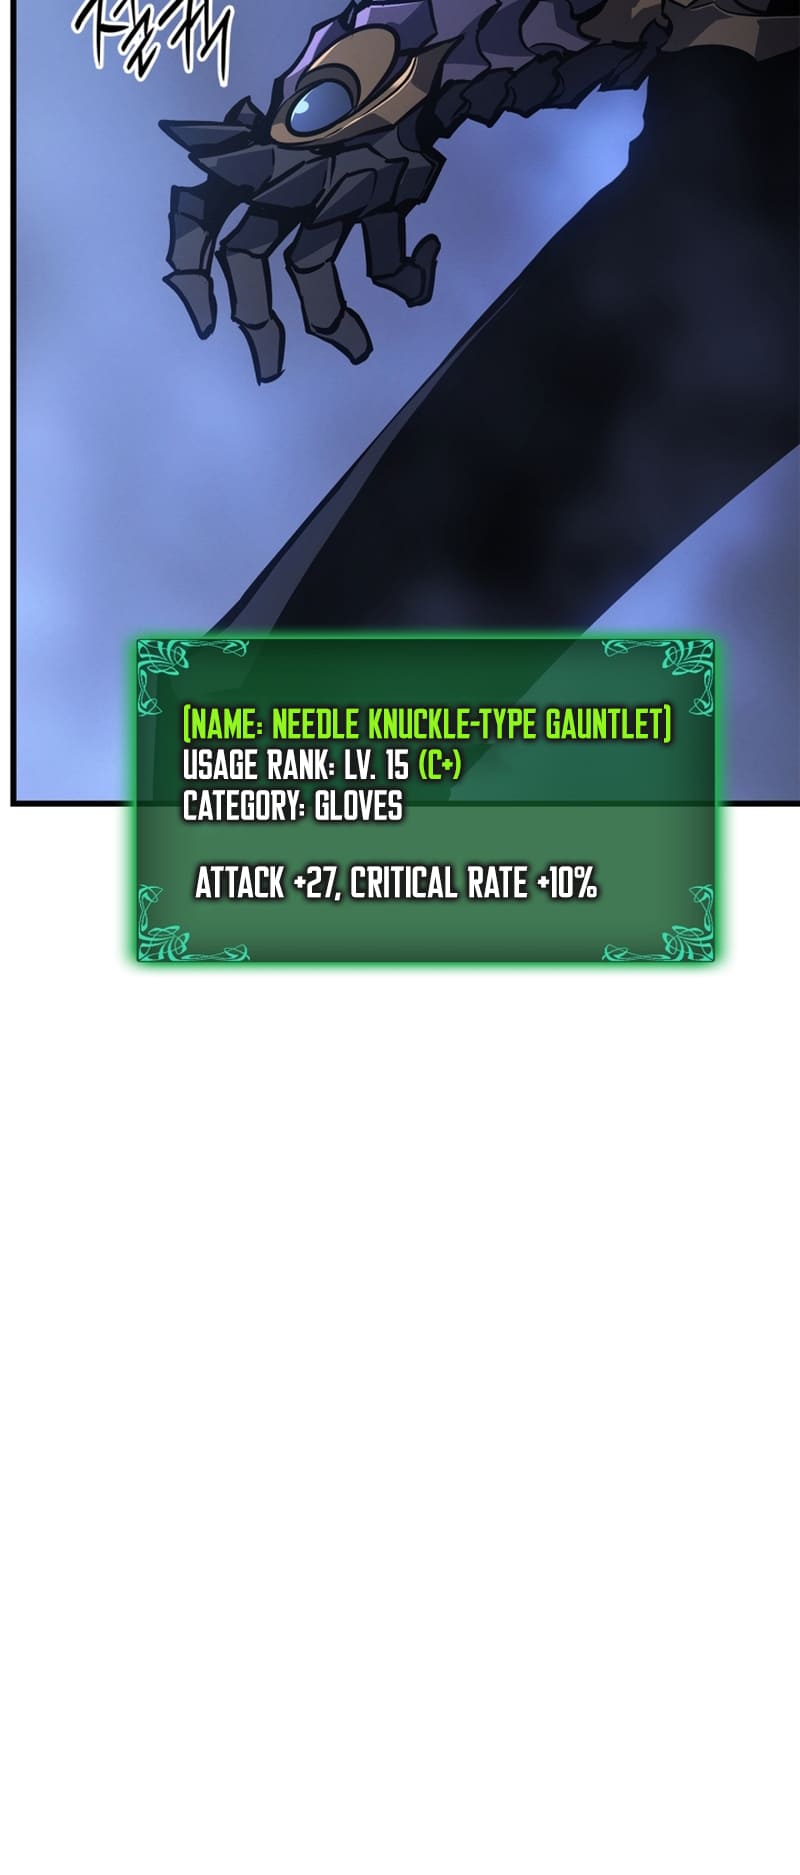 [NAME: NEEDLE KNUCKLE-TYPE GAUNTLET]
USAGE RANK: LV. 15 (C+)
CATEGORY: GLOVES
ATTACK +27, CRITICAL RATE +10%